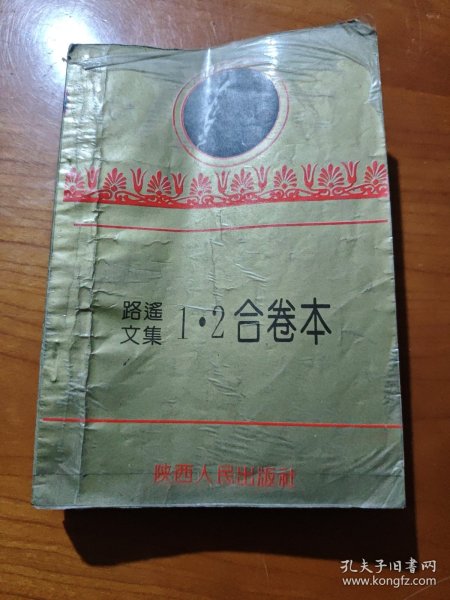 路遥
文集
1·2合卷本
陕西人民出版社
孔夫子旧书网
www.kongfz.com